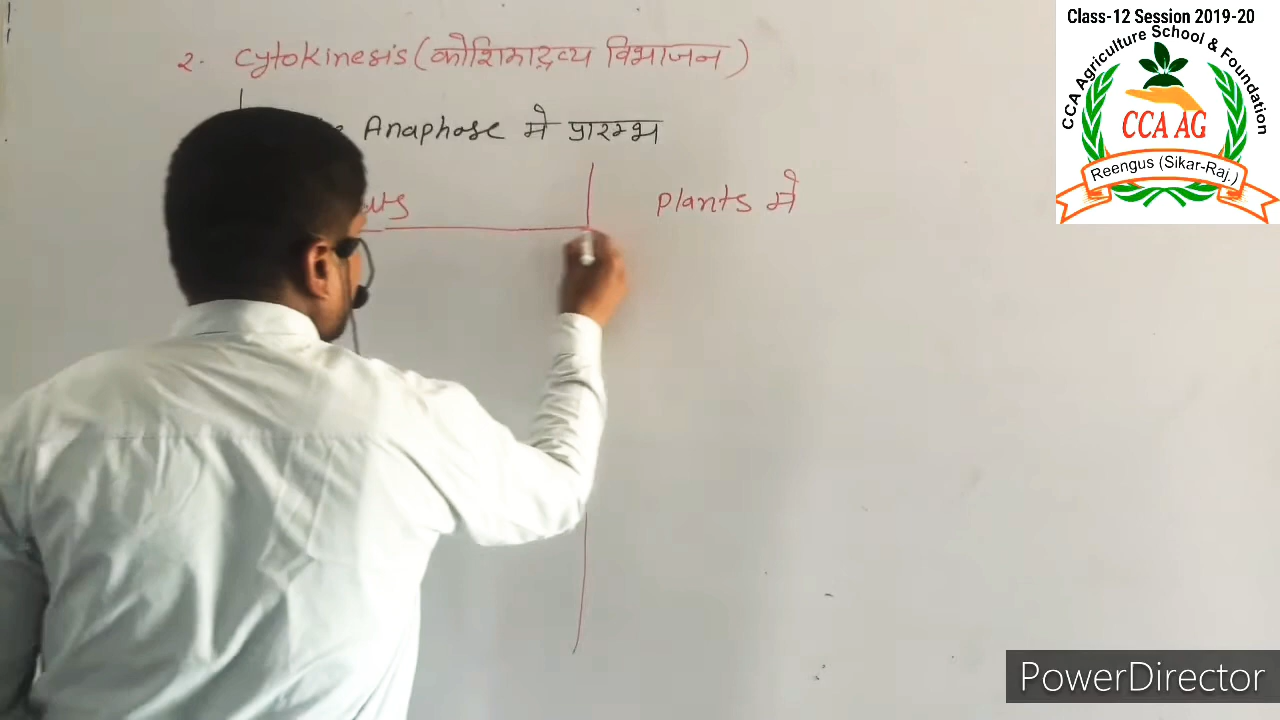 Class-12 Session 2019-20
CCA Agriculture School & Foundation
CCA AG
Reengus (Sikar-Raj.)
२. Cytokinesis (कोशिकाद्रव्य विभाजन)
Anaphase मे प्रारम्भ
Plants मे
PowerDirector